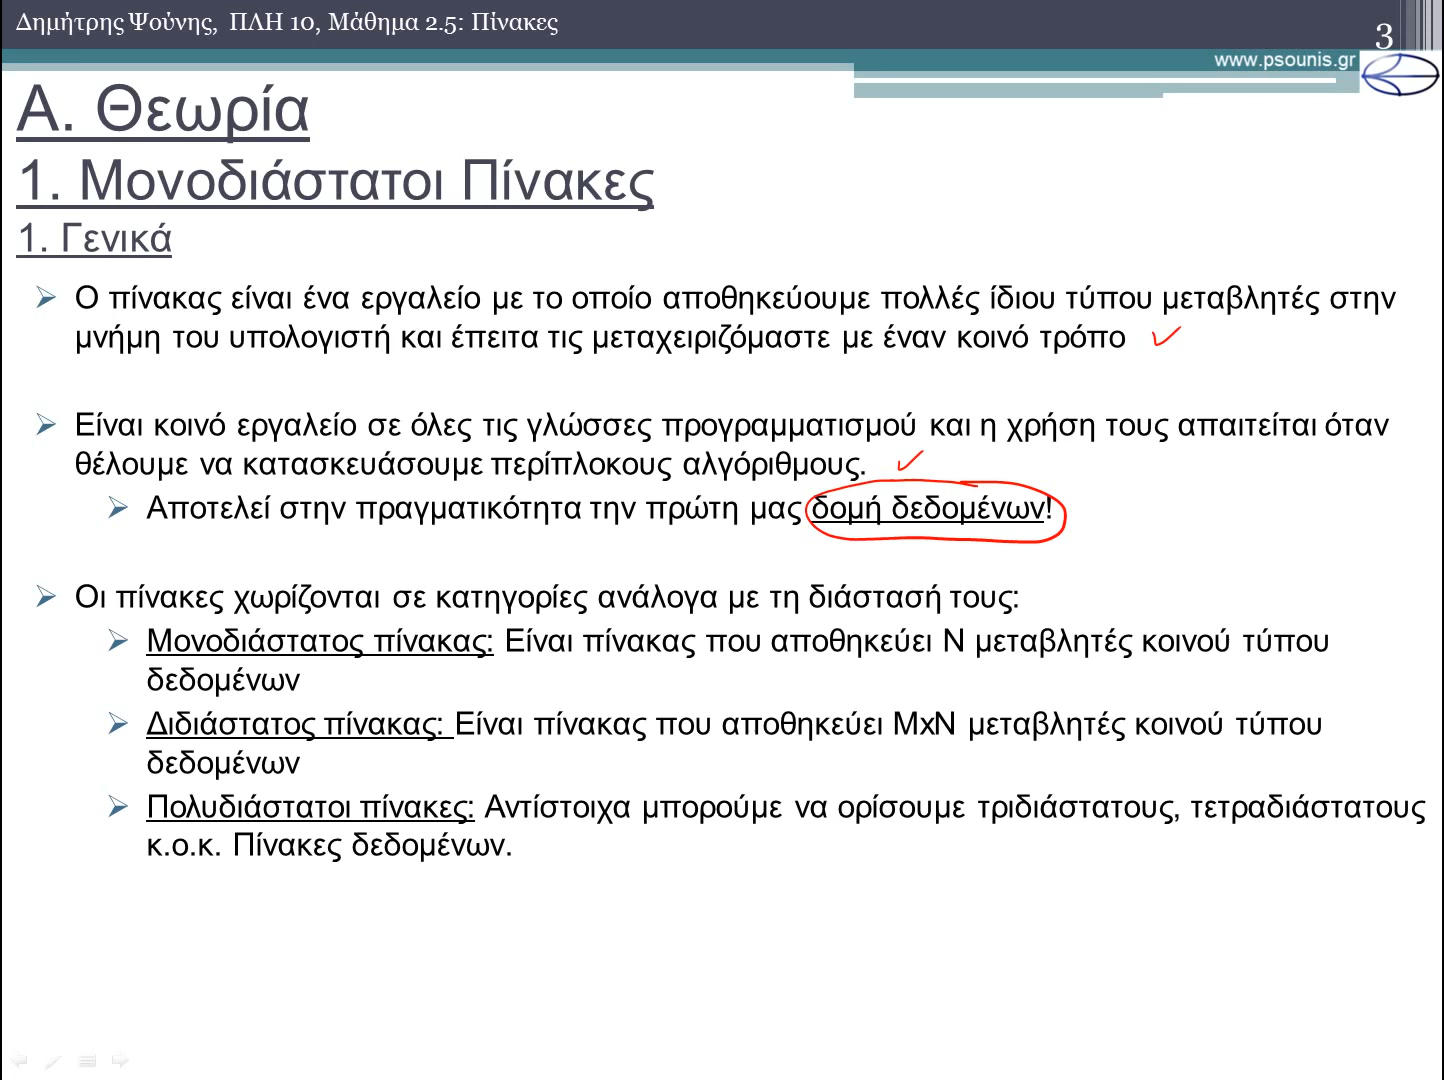 Δημήτρης Ψούνης, ΠΛΗ 10, Μάθημα 2.5: Πίνακες
3
www.psounis.gr
Α. Θεωρία
1. Μονοδιάστατοι Πίνακες
1. Γενικά
Ο πίνακας είναι ένα εργαλείο με το οποίο αποθηκεύουμε πολλές ίδιου τύπου μεταβλητές στην
μνήμη του υπολογιστή και έπειτα τις μεταχειριζόμαστε με έναν κοινό τρόπο
Είναι κοινό εργαλείο σε όλες τις γλώσσες προγραμματισμού και η χρήση τους απαιτείται όταν
θέλουμε να κατασκευάσουμε περίπλοκους αλγόριθμους.
Αποτελεί στην πραγματικότητα την πρώτη μας δομή δεδομένων!
Οι πίνακες χωρίζονται σε κατηγορίες ανάλογα με τη διάστασή τους:
Μονοδιάστατος πίνακας: Είναι πίνακας που αποθηκεύει Ν μεταβλητές κοινού τύπου
δεδομένων
Διδιάστατος πίνακας: Είναι πίνακας που αποθηκεύει ΜxN μεταβλητές κοινού τύπου
δεδομένων
Πολυδιάστατοι πίνακες: Αντίστοιχα μπορούμε να ορίσουμε τριδιάστατους, τετραδιάστατους
κ.ο.κ. Πίνακες δεδομένων.